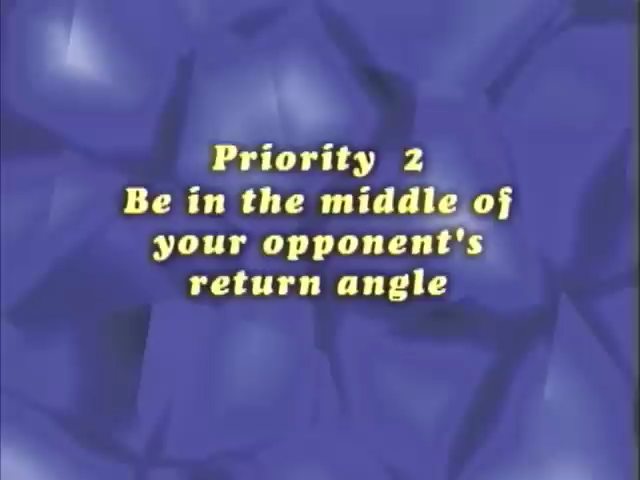 Priority 2
Be in the middle of
your opponent's
return angle